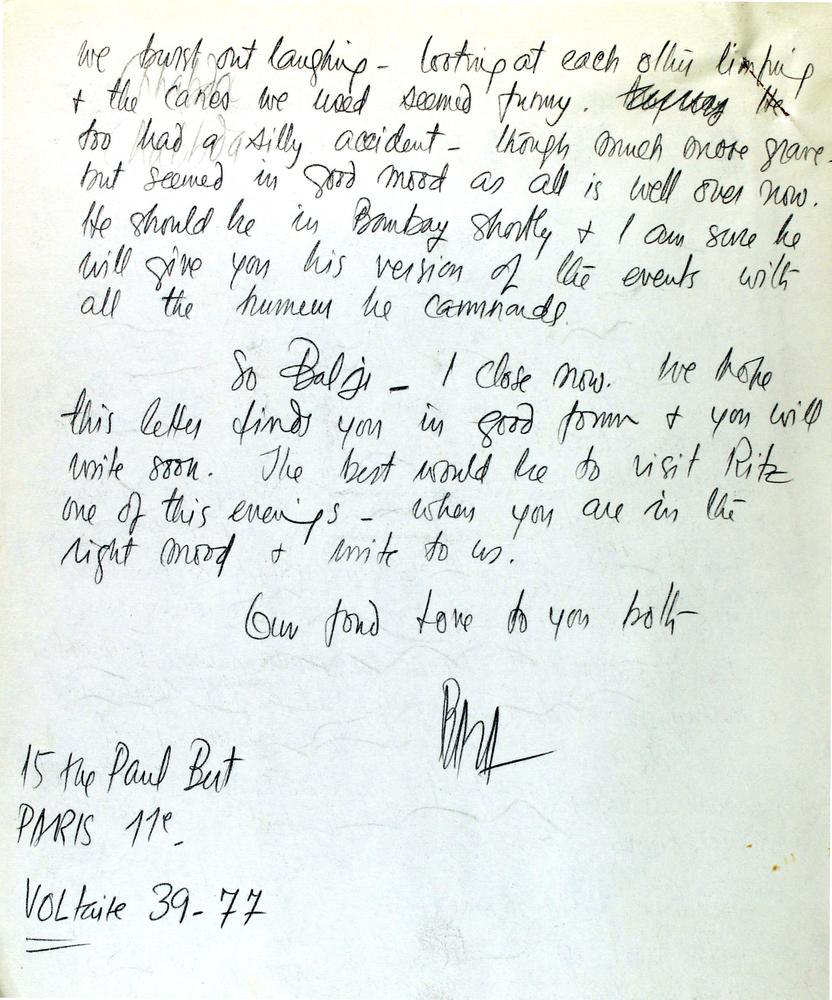 we burst out laughing - looking at each other limping
& the canes we used seemed funny. He
too had a silly accident - though much more grave -
but seemed in good mood as all is well over now.
He should be in Bombay shortly & I am sure he
will give you his version of the events with
all the humour he commands.
So Bal ji - I close now. We hope
this letter finds you in good form & you will
write soon. The best would be to visit Ritz
one of this evenings - when you are in the
right mood & write to us.
Our fond love to you both
15 rue Paul Bert
PARIS 11e.
VOLtaire 39-77